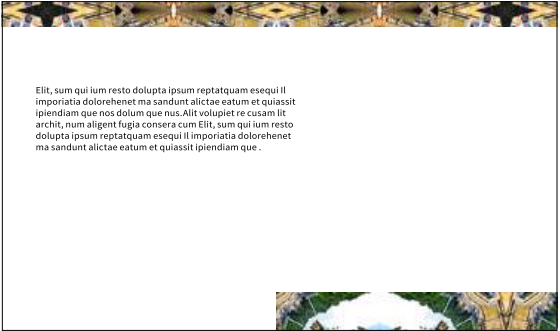 Elit, sum qui ium resto dolupta ipsum reptatquam esequi Il
imporiatia dolorehenet ma sandunt alictae eatum et quiassit
ipiendiam que nos dolum que nus.Alit volupiet re cusam lit
archit, num aligent fugia consera cum Elit, sum qui ium resto
dolupta ipsum reptatquam esequi Il imporiatia dolorehenet
ma sandunt alictae eatum et quiassit ipiendiam que .